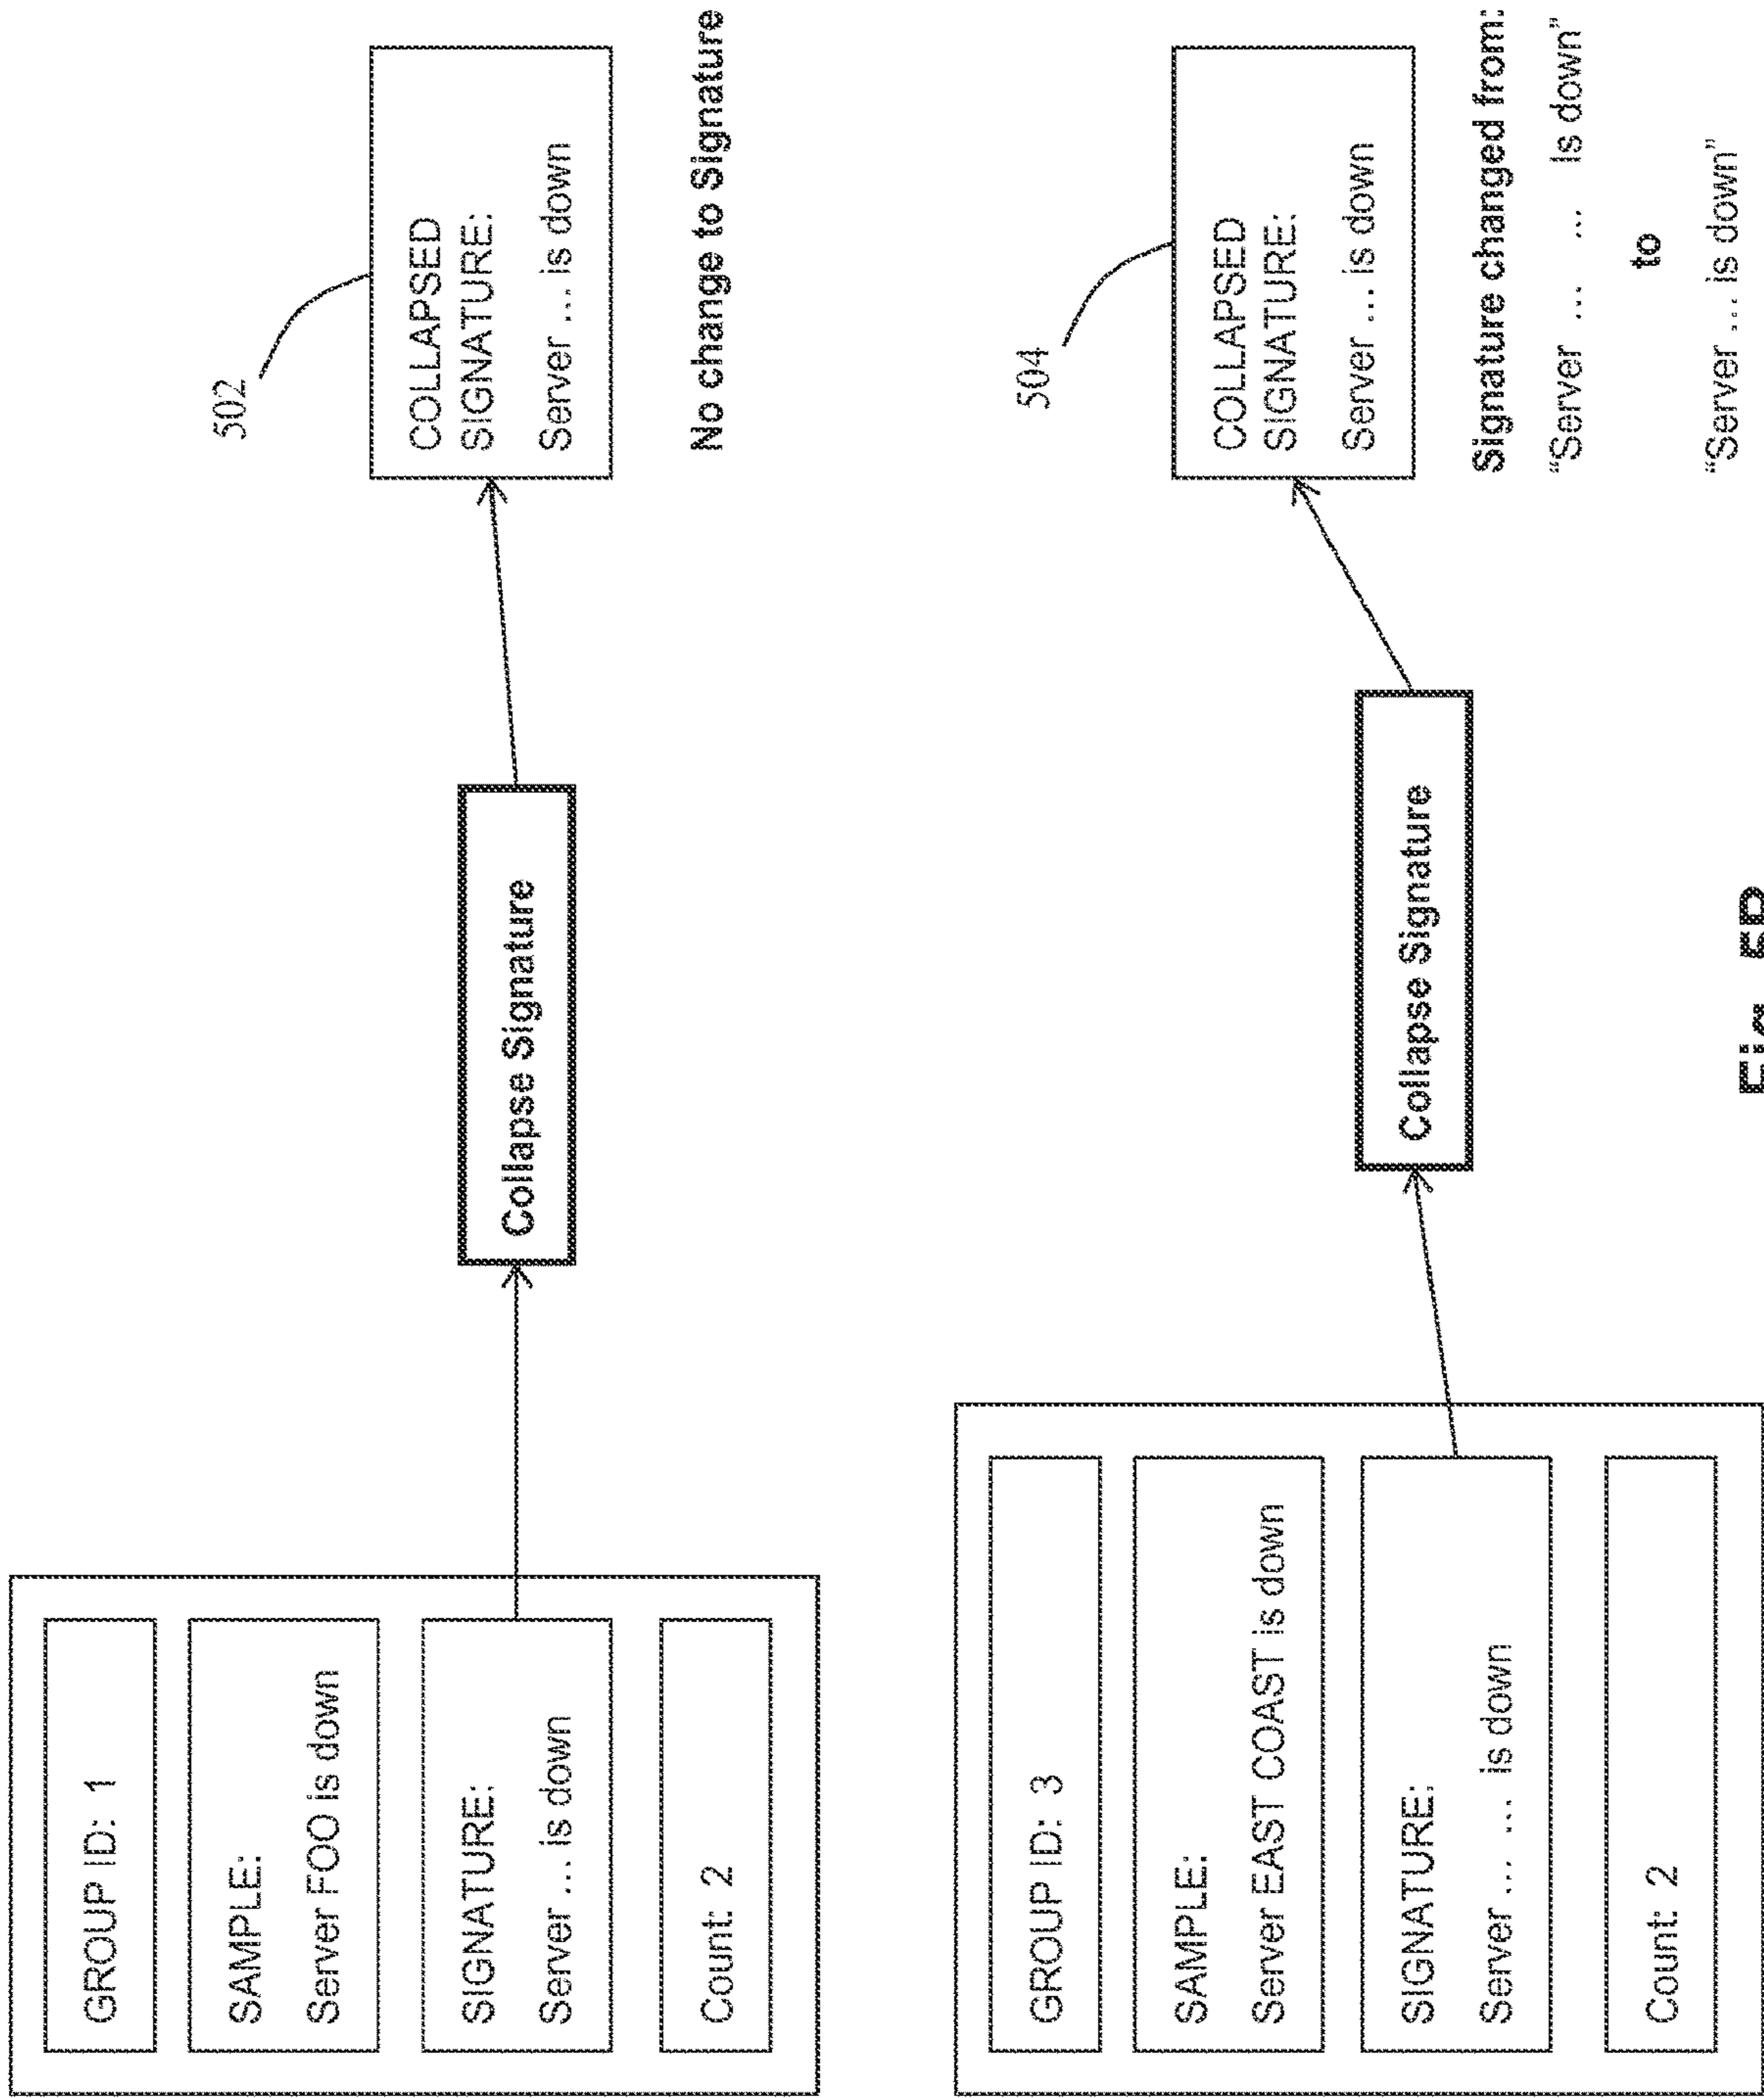 GROUP ID: 1
SAMPLE:
Server FOO is down
SIGNATURE:
Server ... is down
Count: 2
Collapse Signature
502
COLLAPSED
SIGNATURE:
Server ... is down
No change to Signature
GROUP ID: 3
SAMPLE:
Server EAST COAST is down
SIGNATURE:
Server ... ... is down
Count: 2
Collapse Signature
504
COLLAPSED
SIGNATURE:
Server ... is down
Signature changed from:
“Server ... ... Is down”
to
“Server ... is down”